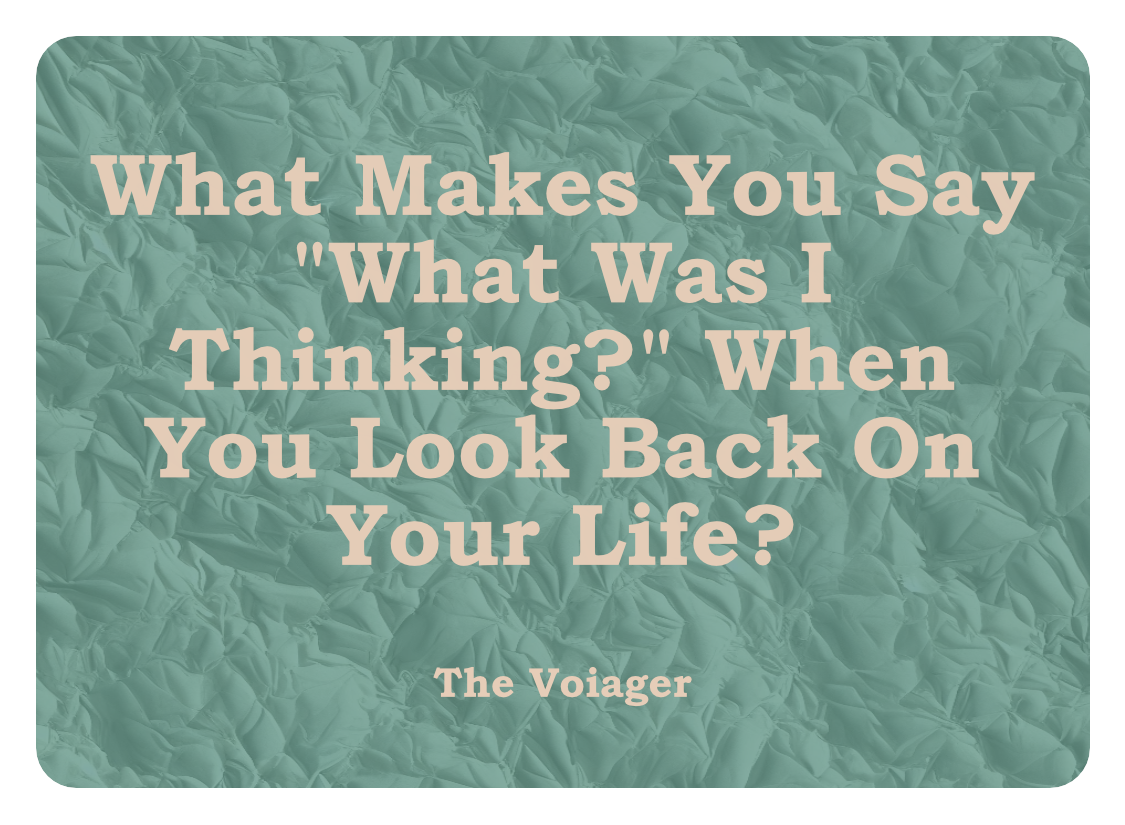 What Makes You Say
"What Was I
Thinking?" When
You Look Back On
Your Life?
The Voiager